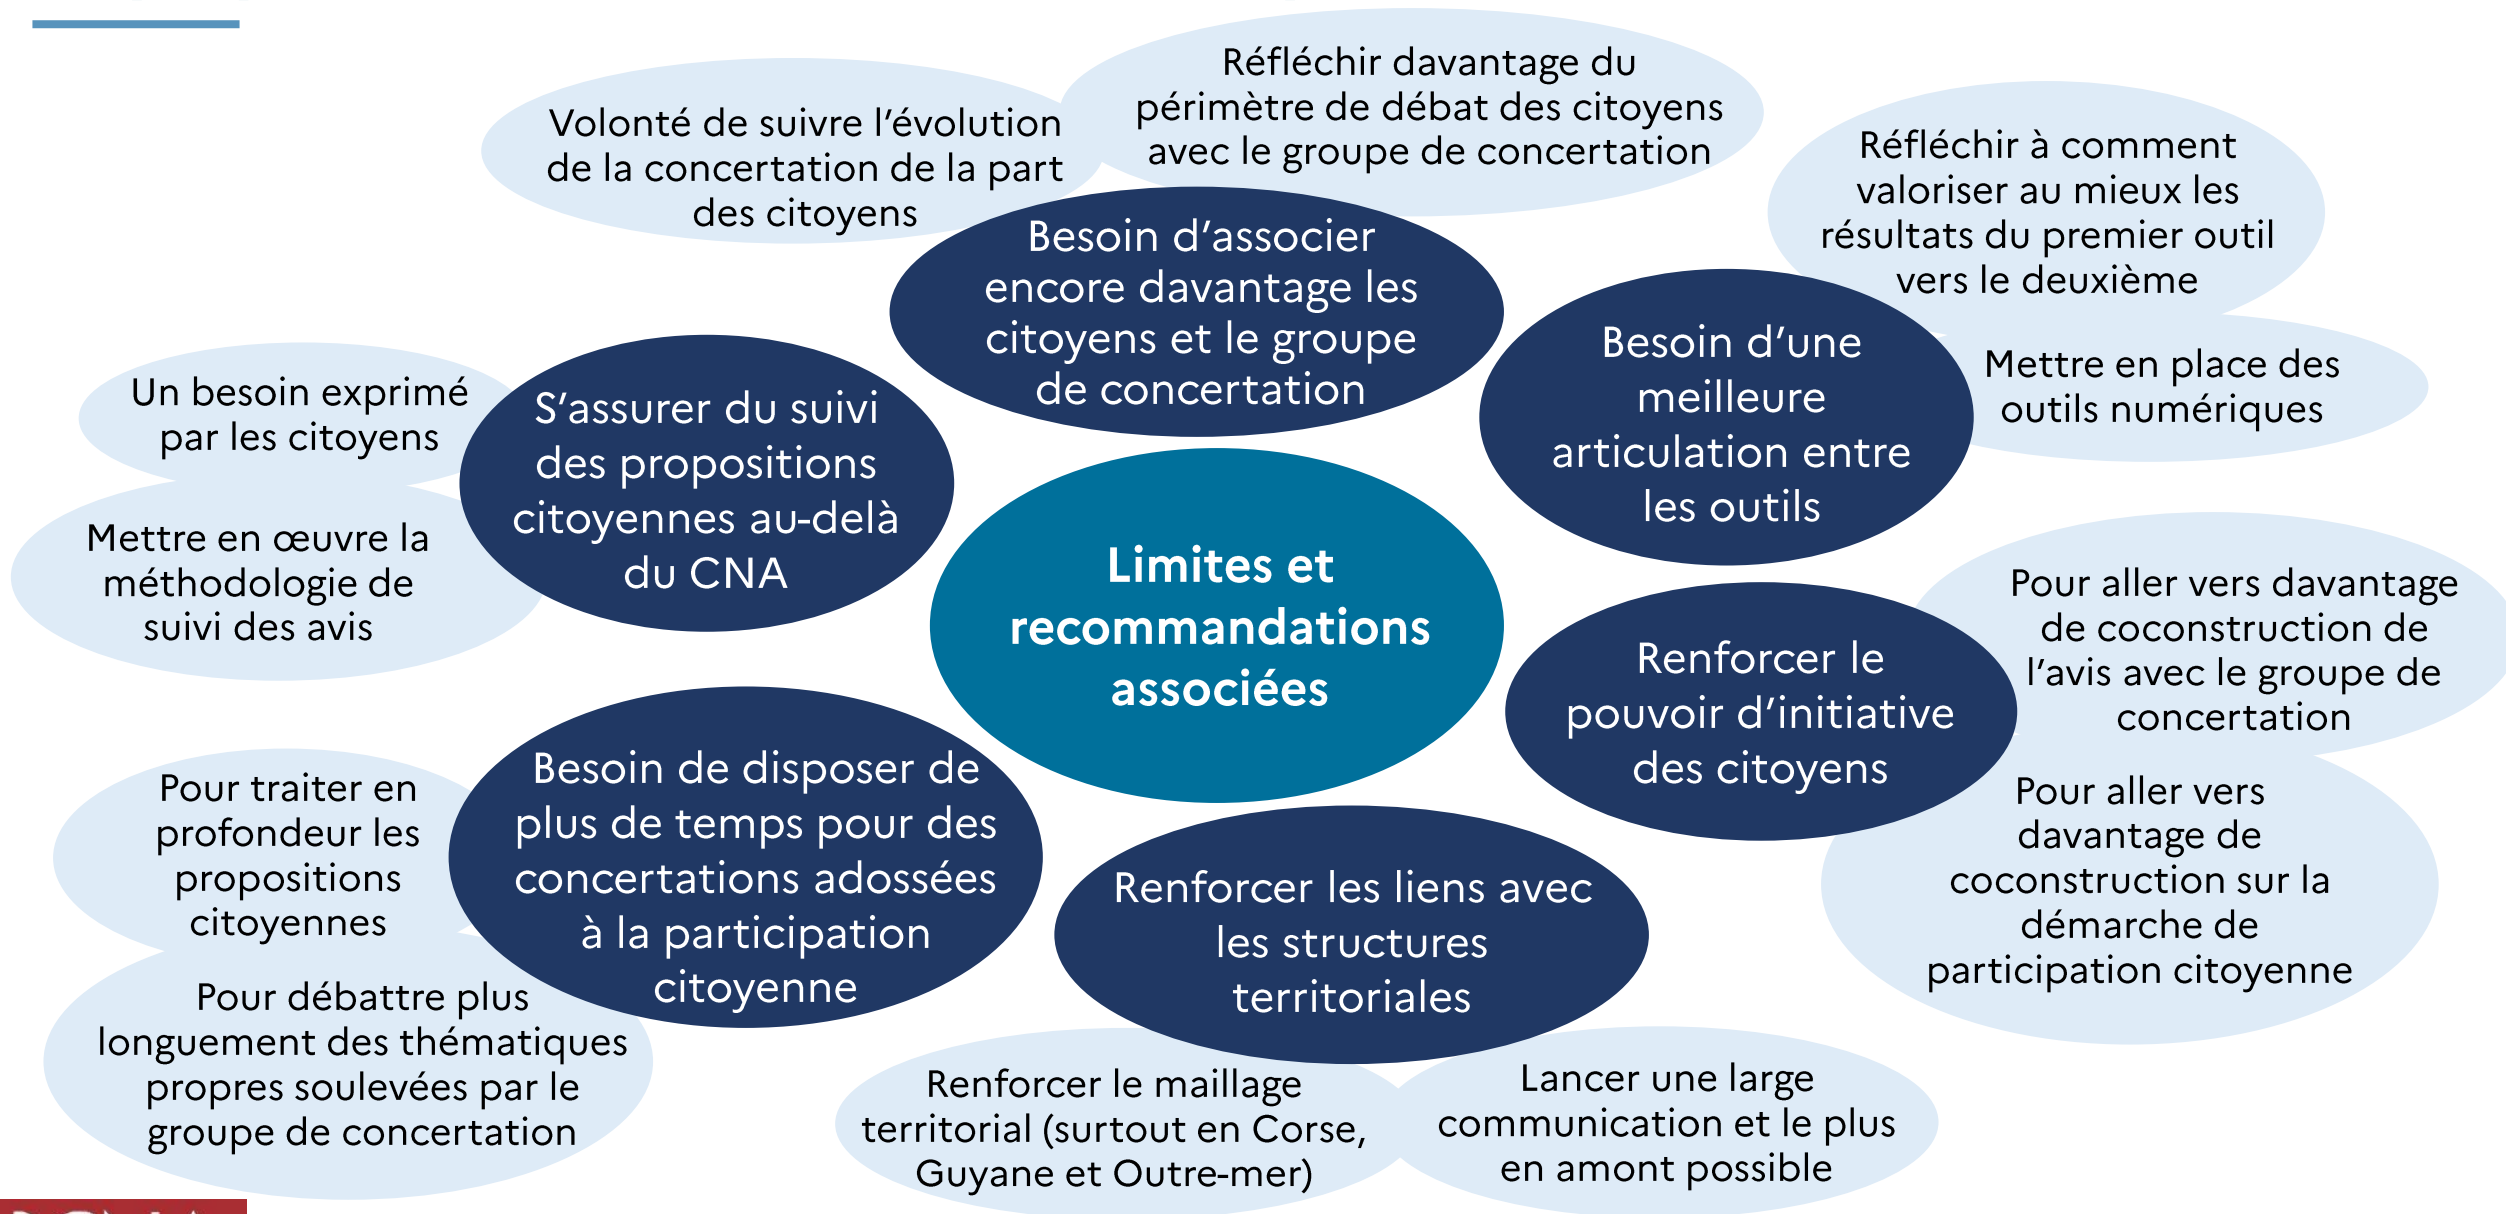 Réfléchir davantage du
périmètre de débat des citoyens
avec le groupe de concertation
Volonté de suivre l’évolution
de la concertation de la part
des citoyens
Besoin d’associer
encore davantage les
citoyens et le groupe
de concertation
Réfléchir à comment
valoriser au mieux les
résultats du premier outil
vers le deuxième
Mettre en place des
outils numériques
Besoin d’une
meilleure
articulation entre
les outils
Un besoin exprimé
par les citoyens
Mettre en œuvre la
méthodologie de
suivi des avis
S’assurer du suivi
des propositions
citoyennes au-delà
du CNA
Limites et
recommandations
associées
Renforcer le
pouvoir d’initiative
des citoyens
Pour aller vers davantage
de coconstruction de
l’avis avec le groupe de
concertation
Pour aller vers
davantage de
coconstruction sur la
démarche de
participation citoyenne
Besoin de disposer de
plus de temps pour des
concertations adossées
à la participation
citoyenne
Pour traiter en
profondeur les
propositions
citoyennes
Pour débattre plus
longuement des thématiques
propres soulevées par le
groupe de concertation
Renforcer les liens avec
les structures
territoriales
Renforcer le maillage
territorial (surtout en Corse,
Guyane et Outre-mer)
Lancer une large
communication et le plus
en amont possible